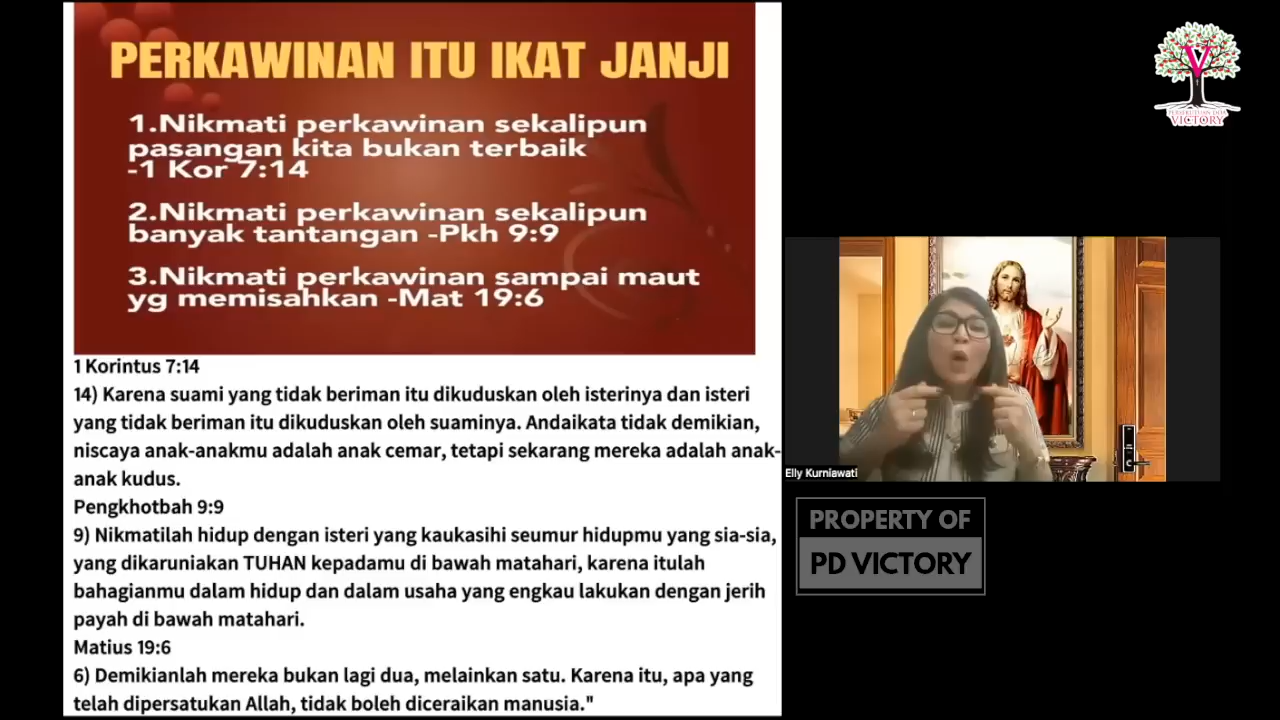 PERKAWINAN ITU IKAT JANJI
1.Nikmati perkawinan sekalipun
pasangan kita bukan terbaik
-1 Kor 7:14
2.Nikmati perkawinan sekalipun
banyak tantangan -Pkh 9:9
3.Nikmati perkawinan sampai maut
yg memisahkan -Mat 19:6
1 Korintus 7:14
14) Karena suami yang tidak beriman itu dikuduskan oleh isterinya dan isteri
yang tidak beriman itu dikuduskan oleh suaminya. Andaikata tidak demikian,
niscaya anak-anakmu adalah anak cemar, tetapi sekarang mereka adalah anak-
anak kudus.
Pengkhotbah 9:9
9) Nikmatilah hidup dengan isteri yang kaukasihi seumur hidupmu yang sia-sia,
yang dikaruniakan TUHAN kepadamu di bawah matahari, karena itulah
bahagianmu dalam hidup dan dalam usaha yang engkau lakukan dengan jerih
payah di bawah matahari.
Matius 19:6
6) Demikianlah mereka bukan lagi dua, melainkan satu. Karena itu, apa yang
telah dipersatukan Allah, tidak boleh diceraikan manusia."
PERSEKUTUAN DOA
VICTORY
Elly Kurniawati
PROPERTY OF
PD VICTORY